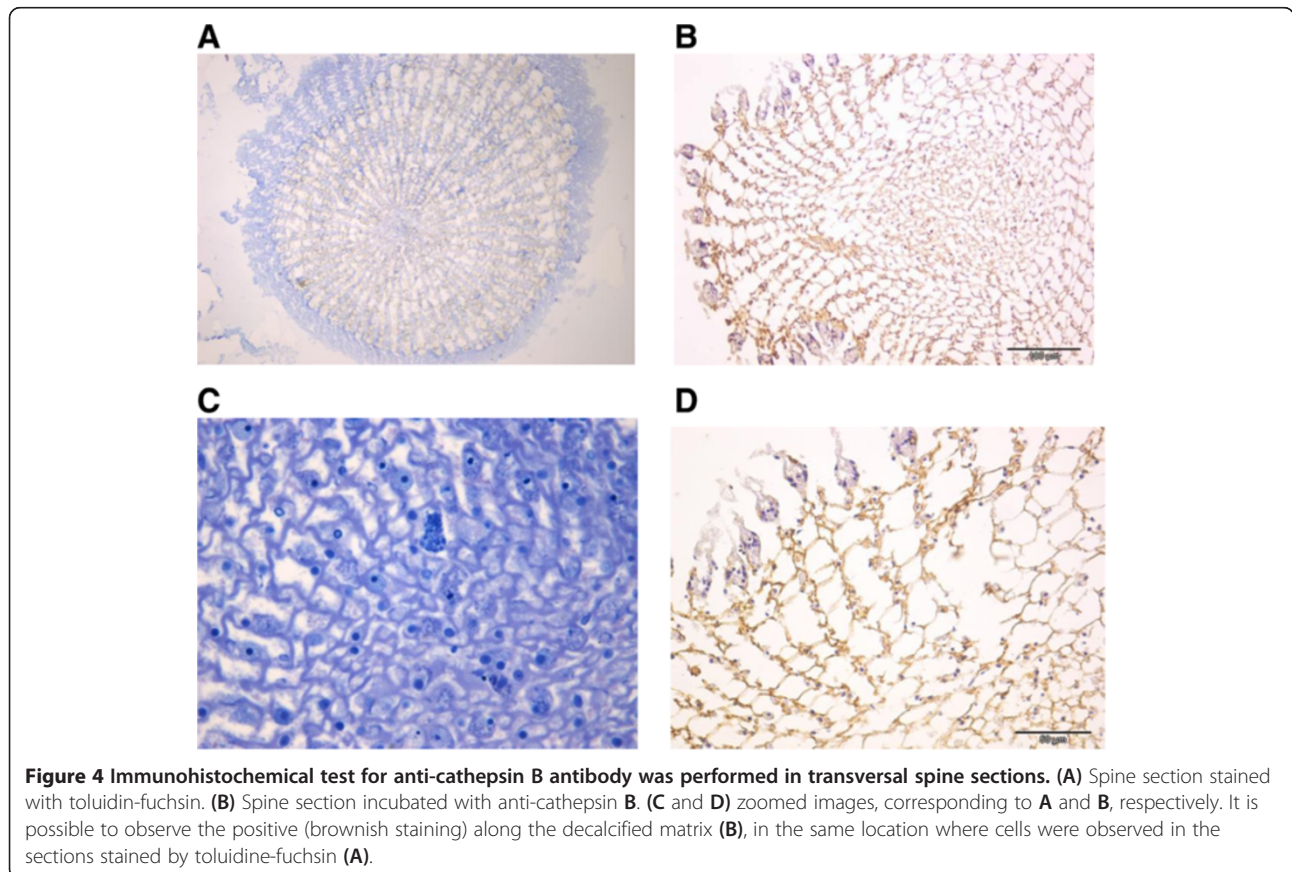 A
B
C
D
Figure 4 Immunohistochemical test for anti-cathepsin B antibody was performed in transversal spine sections. (A) Spine section stained
with toluidin-fuchsin. (B) Spine section incubated with anti-cathepsin B. (C and D) zoomed images, corresponding to A and B, respectively. It is
possible to observe the positive (brownish staining) along the decalcified matrix (B), in the same location where cells were observed in the
sections stained by toluidine-fuchsin (A).